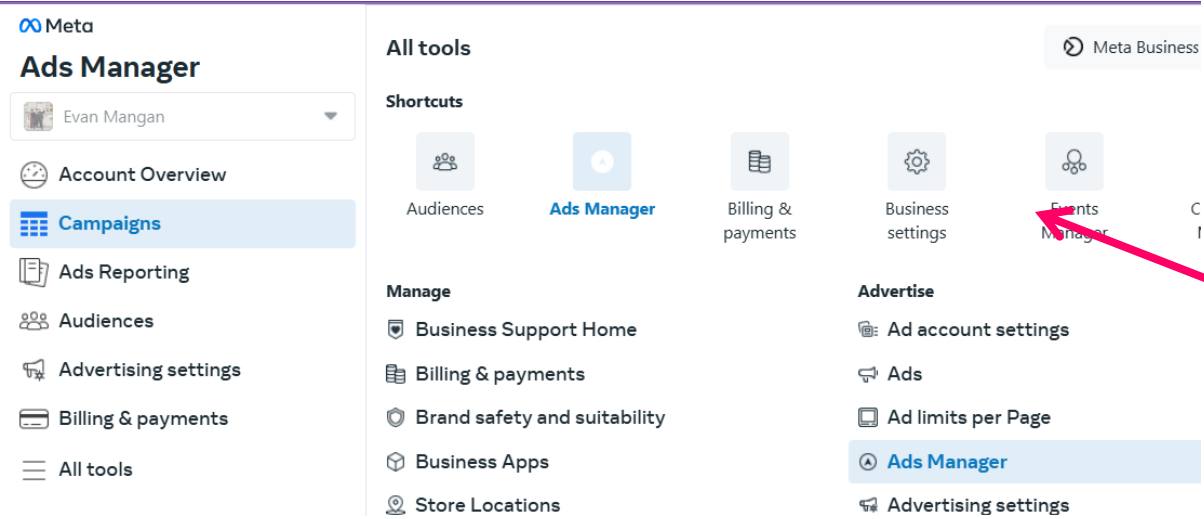 Meta
Ads Manager
Evan Mangan
Account Overview
Campaigns
Ads Reporting
Audiences
Advertising settings
Billing & payments
All tools
All tools
Meta Business
Shortcuts
Audiences
Ads Manager
Billing &
payments
Business
settings
Events
Manager
Manage
Business Support Home
Billing & payments
Brand safety and suitability
Business Apps
Store Locations
Advertise
Ad account settings
Ads
Ad limits per Page
Ads Manager
Advertising settings